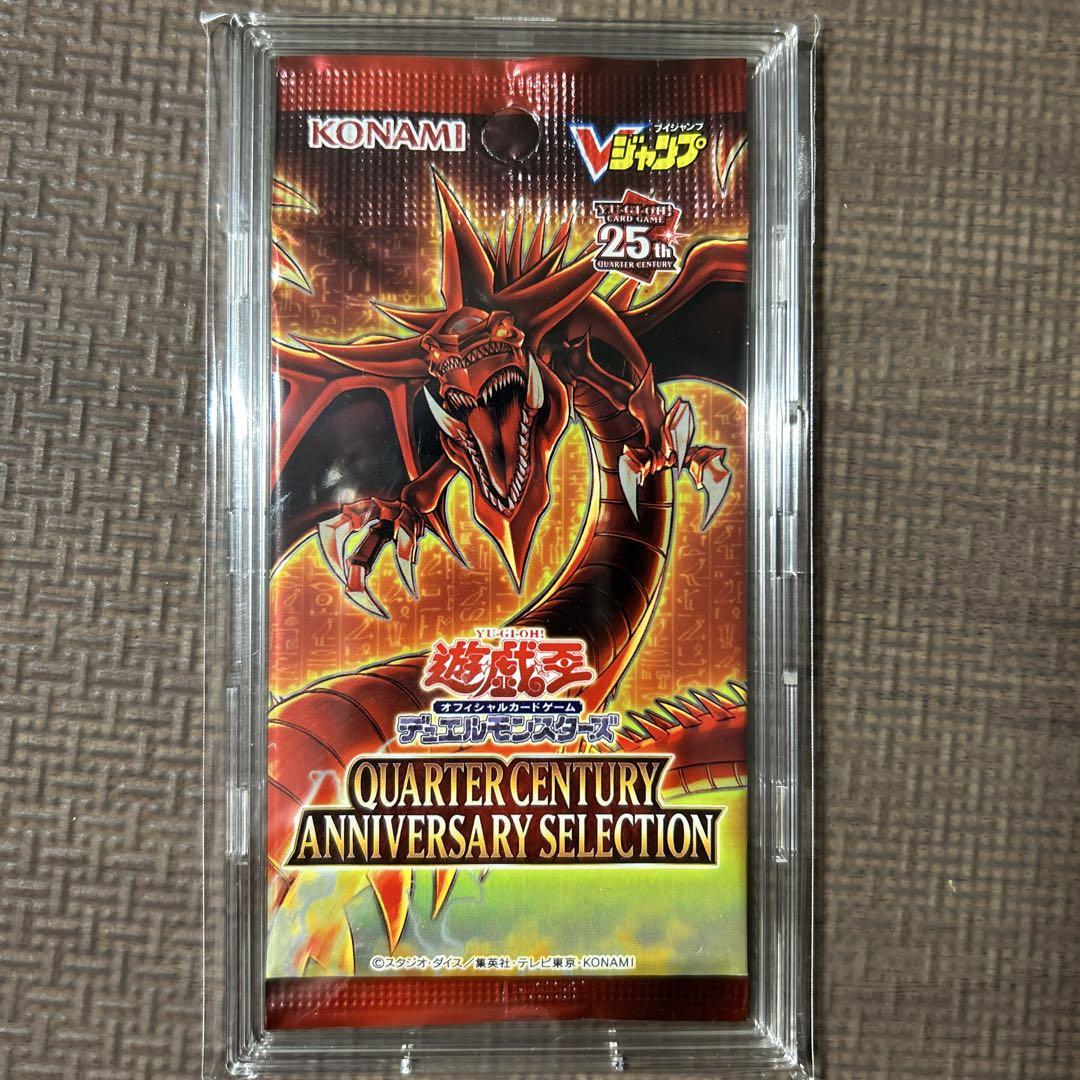 KONAMI
ブイジャンプ
Vジャンプ
YU-GI-OH!
CARD GAME
25th
QUARTER CENTURY
YU-GI-OH!
遊戯王
オフィシャルカードゲーム
デュエルモンスターズ
QUARTER CENTURY
ANNIVERSARY SELECTION
©スタジオ・ダイス／集英社・テレビ東京・KONAMI